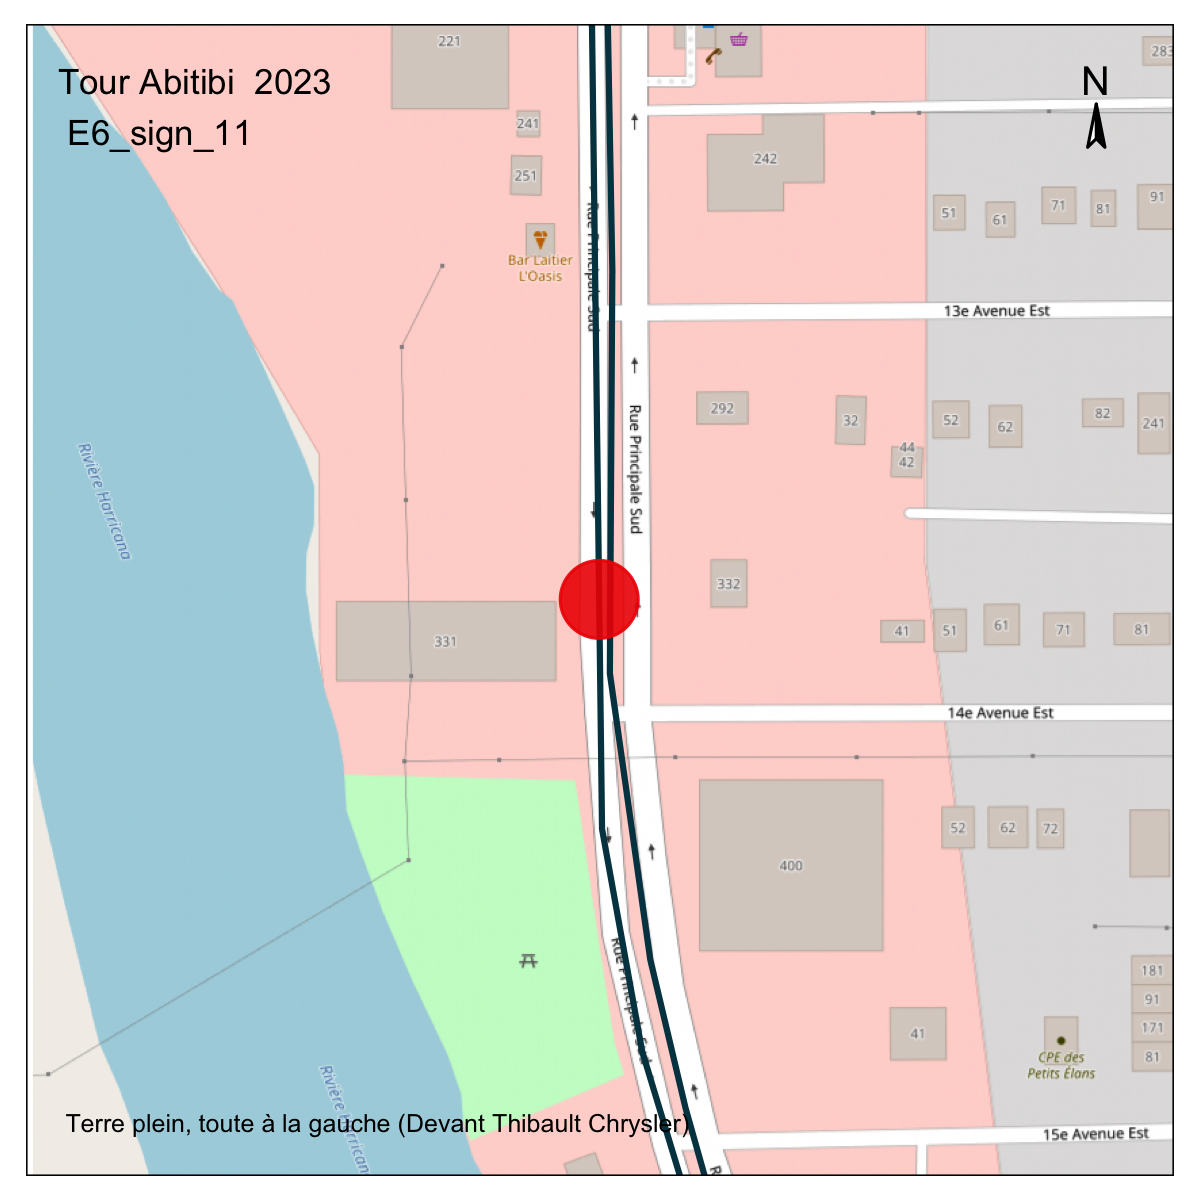 221
283
Tour Abitibi  2023
N
E6_sign_11
241
242
251
51
61
71
81
91
Rue Principale Sud
Bar Laitier
L'Oasis
13e Avenue Est
292
32
52
62
82
241
44
42
Rue Principale Sud
Rivière Harricana
332
331
41
51
61
71
81
14e Avenue Est
400
52
62
72
Rue Principale Sud
181
91
171
81
41
CPE des
Petits Élans
Rivière Harricana
Terre plein, toute à la gauche (Devant Thibault Chrysler)
15e Avenue Est
R